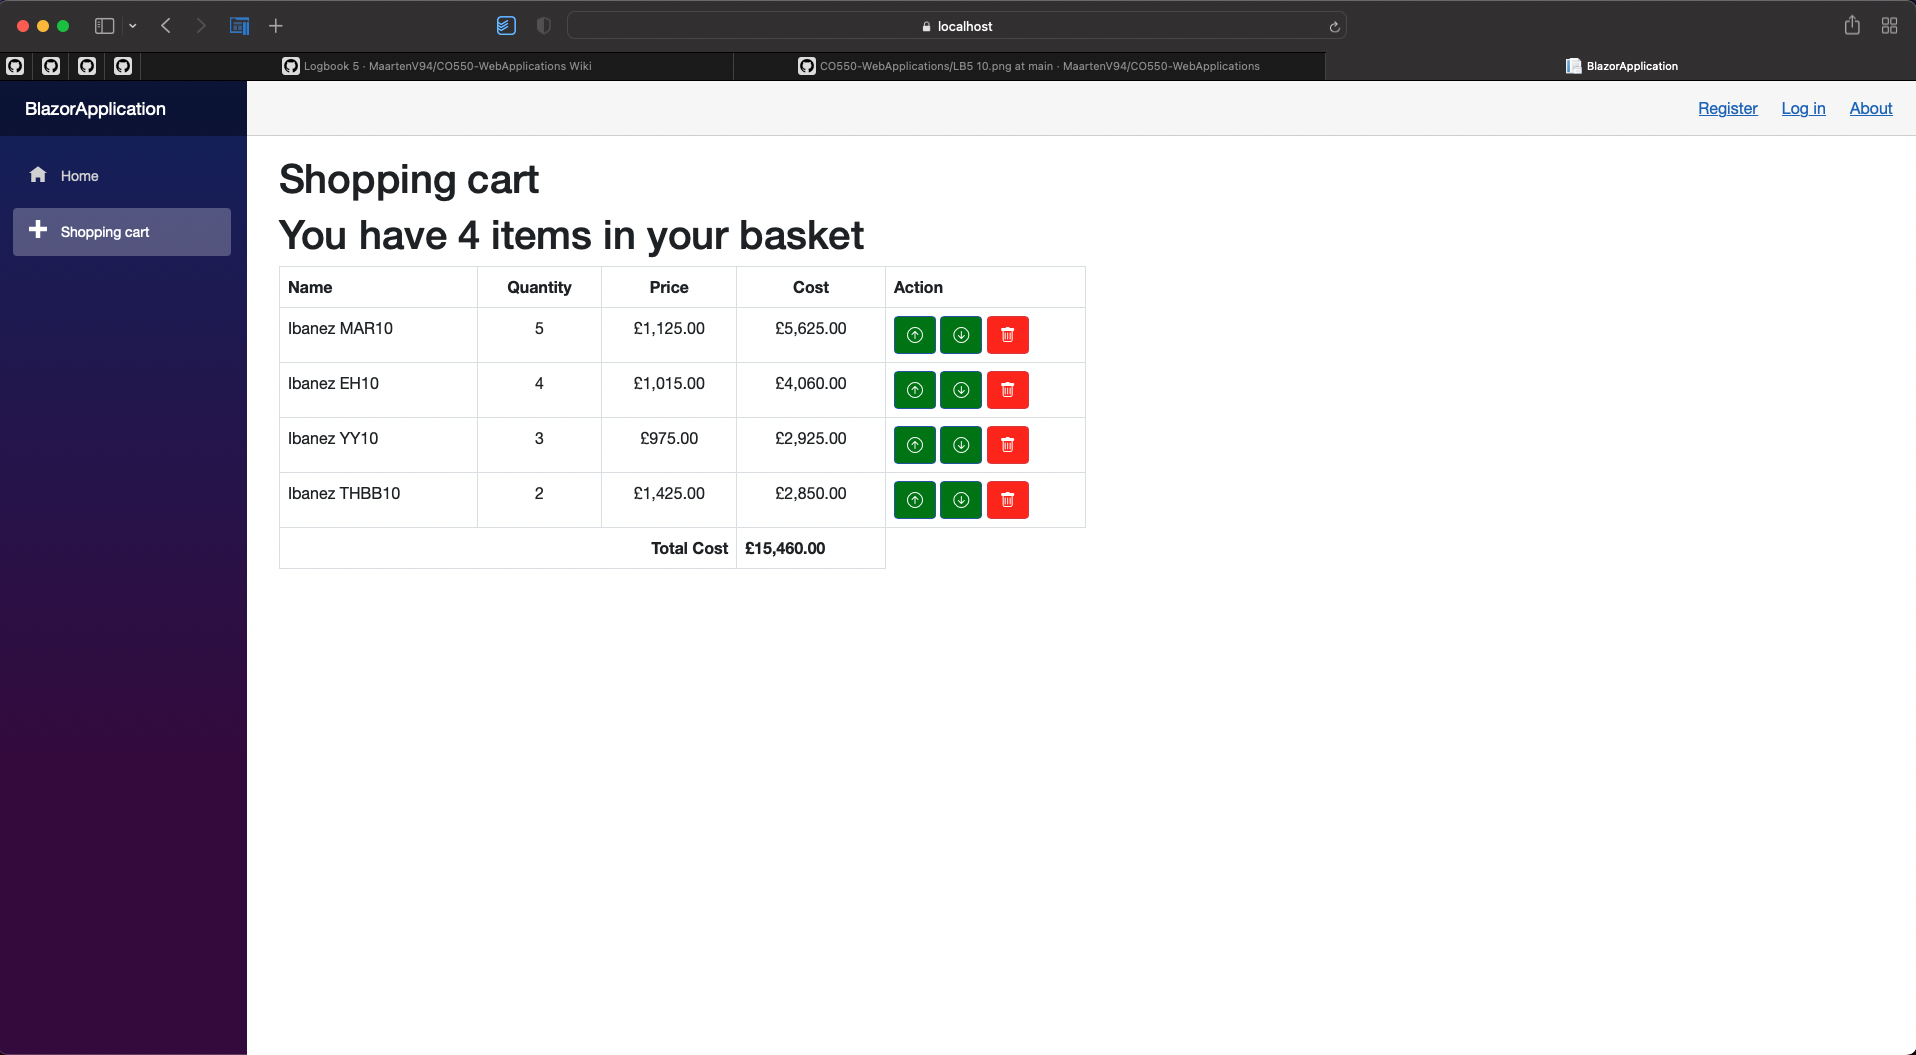 localhost
Logbook 5 · MaartenV94/CO550-WebApplications Wiki
CO550-WebApplications/LB5 10.png at main · MaartenV94/CO550-WebApplications
BlazorApplication
BlazorApplication
Register Log in About
Home
Shopping cart
Shopping cart
You have 4 items in your basket
Name Quantity Price Cost Action
Ibanez MAR10 5 £1,125.00 £5,625.00
Ibanez EH10 4 £1,015.00 £4,060.00
Ibanez YY10 3 £975.00 £2,925.00
Ibanez THBB10 2 £1,425.00 £2,850.00
Total Cost £15,460.00